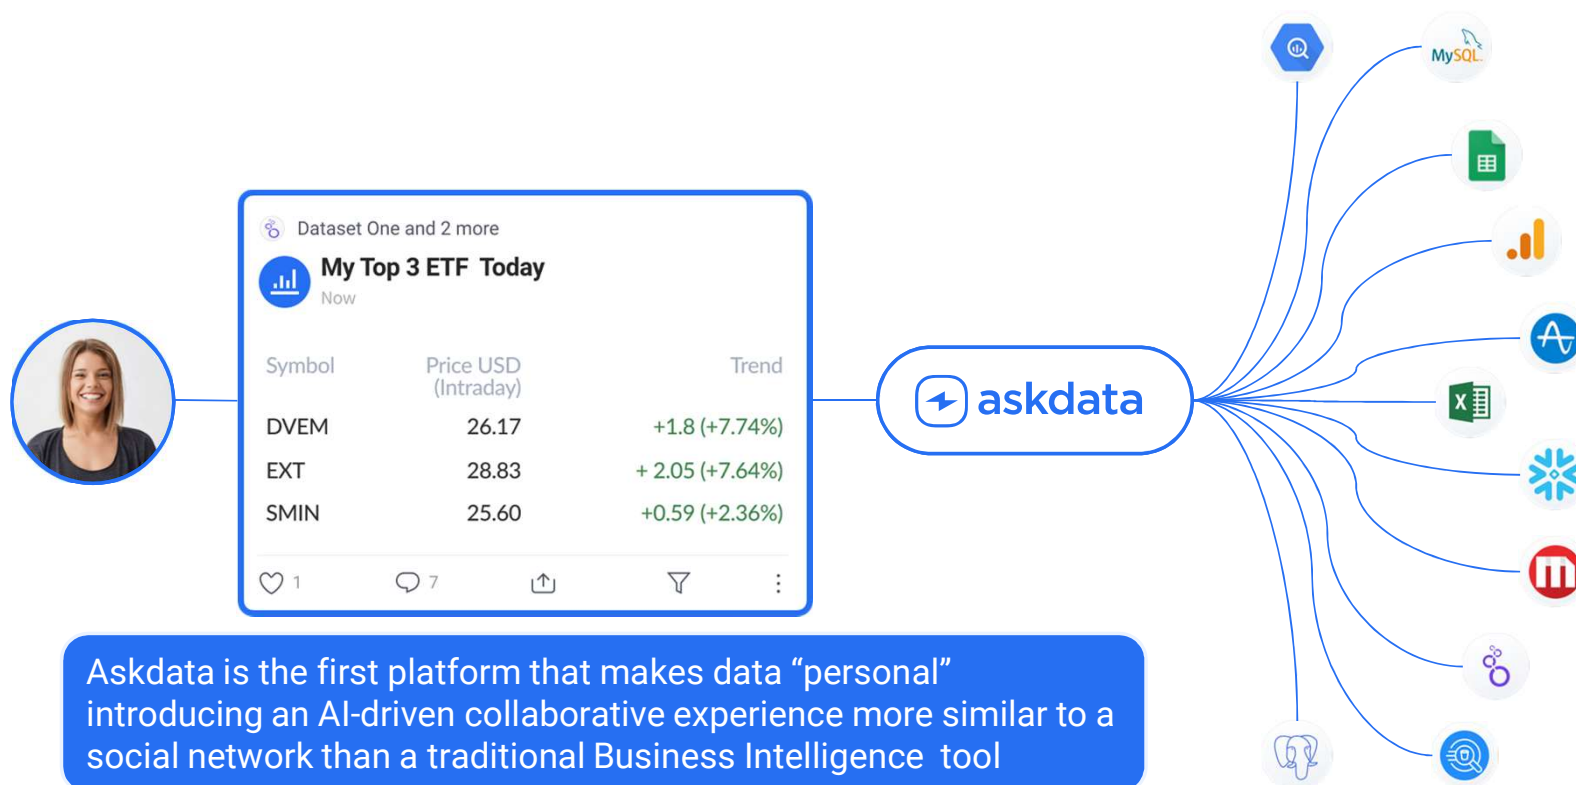 MySQL
Dataset One and 2 more
My Top 3 ETF  Today
Now
Symbol Price USD (Intraday) Trend
DVEM 26.17 +1.8 (+7.74%)
EXT 28.83 + 2.05 (+7.64%)
SMIN 25.60 +0.59 (+2.36%)
1 7
askdata
X
Askdata is the first platform that makes data “personal”
introducing an AI-driven collaborative experience more similar to a
social network than a traditional Business Intelligence  tool